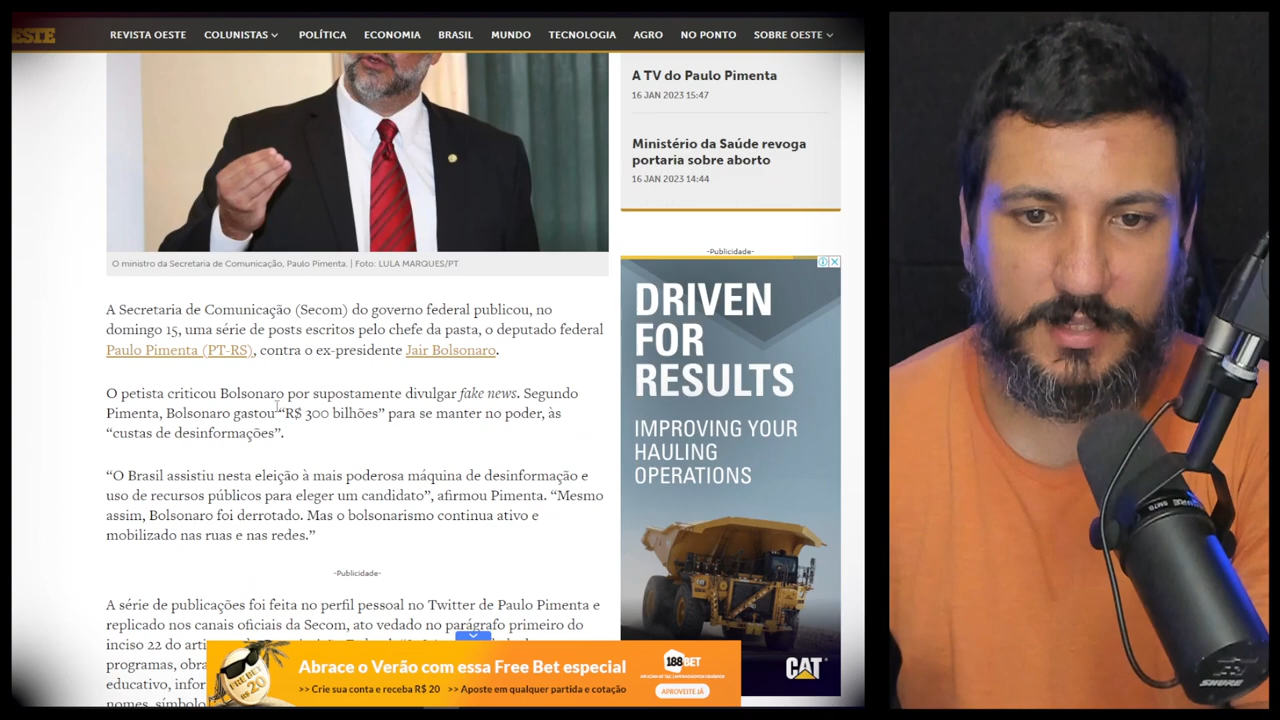 OESTE
REVISTA OESTE COLUNISTAS POLÍTICA ECONOMIA BRASIL MUNDO TECNOLOGIA AGRO NO PONTO SOBRE OESTE
O ministro da Secretaria de Comunicação, Paulo Pimenta. | Foto: LULA MARQUES/PT
A Secretaria de Comunicação (Secom) do governo federal publicou, no
domingo 15, uma série de posts escritos pelo chefe da pasta, o deputado federal
Paulo Pimenta (PT-RS), contra o ex-presidente Jair Bolsonaro.
O petista criticou Bolsonaro por supostamente divulgar fake news. Segundo
Pimenta, Bolsonaro gastou “R$ 300 bilhões” para se manter no poder, às
“custas de desinformações”.
“O Brasil assistiu nesta eleição à mais poderosa máquina de desinformação e
uso de recursos públicos para eleger um candidato”, afirmou Pimenta. “Mesmo
assim, Bolsonaro foi derrotado. Mas o bolsonarismo continua ativo e
mobilizado nas ruas e nas redes.”
-Publicidade-
A série de publicações foi feita no perfil pessoal no Twitter de Paulo Pimenta e
replicado nos canais oficiais da Secom, ato vedado no parágrafo primeiro do
inciso 22 do
programas,
educativo,
nomes,
A TV do Paulo Pimenta
16 JAN 2023 15:47
Ministério da Saúde revoga
portaria sobre aborto
16 JAN 2023 14:44
-Publicidade-
DRIVEN
FOR
RESULTS
IMPROVING YOUR
HAULING
OPERATIONS
CAT
FREE BET
R$20
Abrace o Verão com essa Free Bet especial
>> Crie sua conta e receba R$ 20 >> Aposte em qualquer partida e cotação
188BET
APROVEITE JÁ
SM7B
SHURE